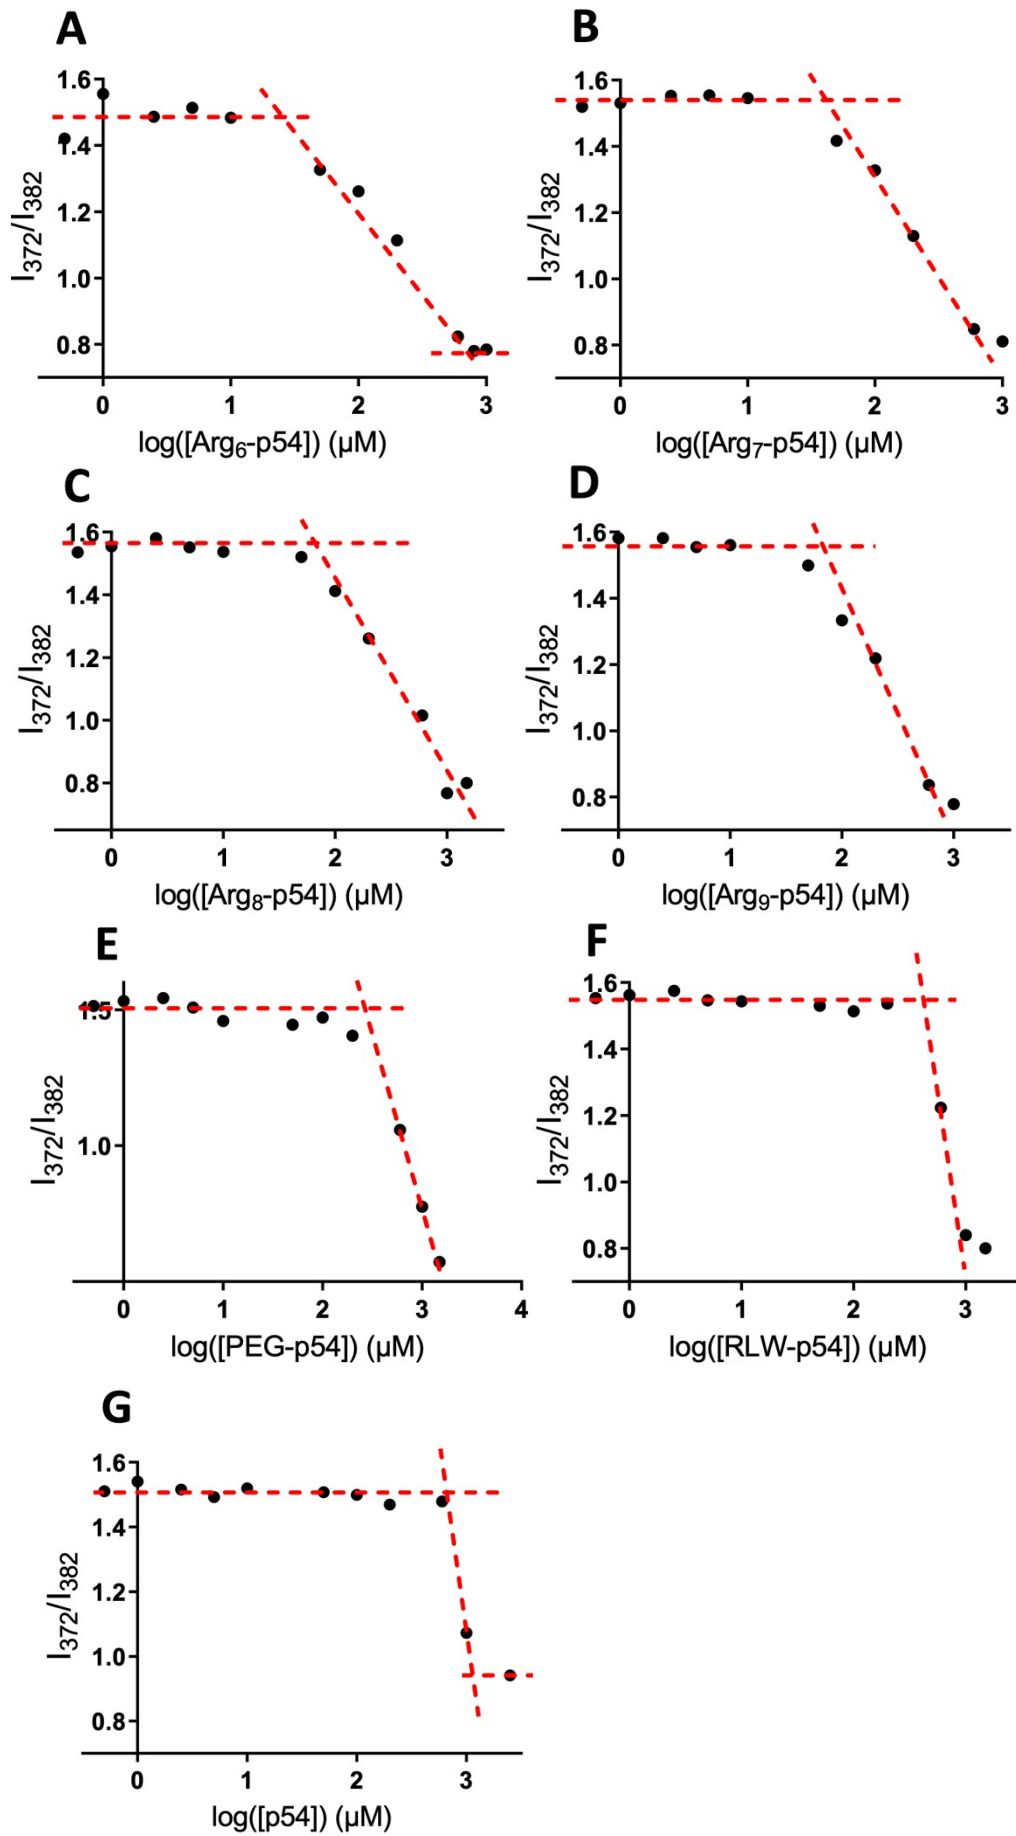 A
1.6
1.4
1.2
1.0
0.8
I372/I382
0 1 2 3
log([Arg6-p54]) (µM)
B
1.6
1.4
1.2
1.0
0.8
I372/I382
0 1 2 3
log([Arg7-p54]) (µM)
C
1.6
1.4
1.2
1.0
0.8
I372/I382
0 1 2 3
log([Arg8-p54]) (µM)
D
1.6
1.4
1.2
1.0
0.8
I372/I382
0 1 2 3
log([Arg9-p54]) (µM)
E
1.5
1.0
I372/I382
0 1 2 3 4
log([PEG-p54]) (µM)
F
1.6
1.4
1.2
1.0
0.8
I372/I382
0 1 2 3
log([RLW-p54]) (µM)
G
1.6
1.4
1.2
1.0
0.8
I372/I382
0 1 2 3
log([p54]) (µM)